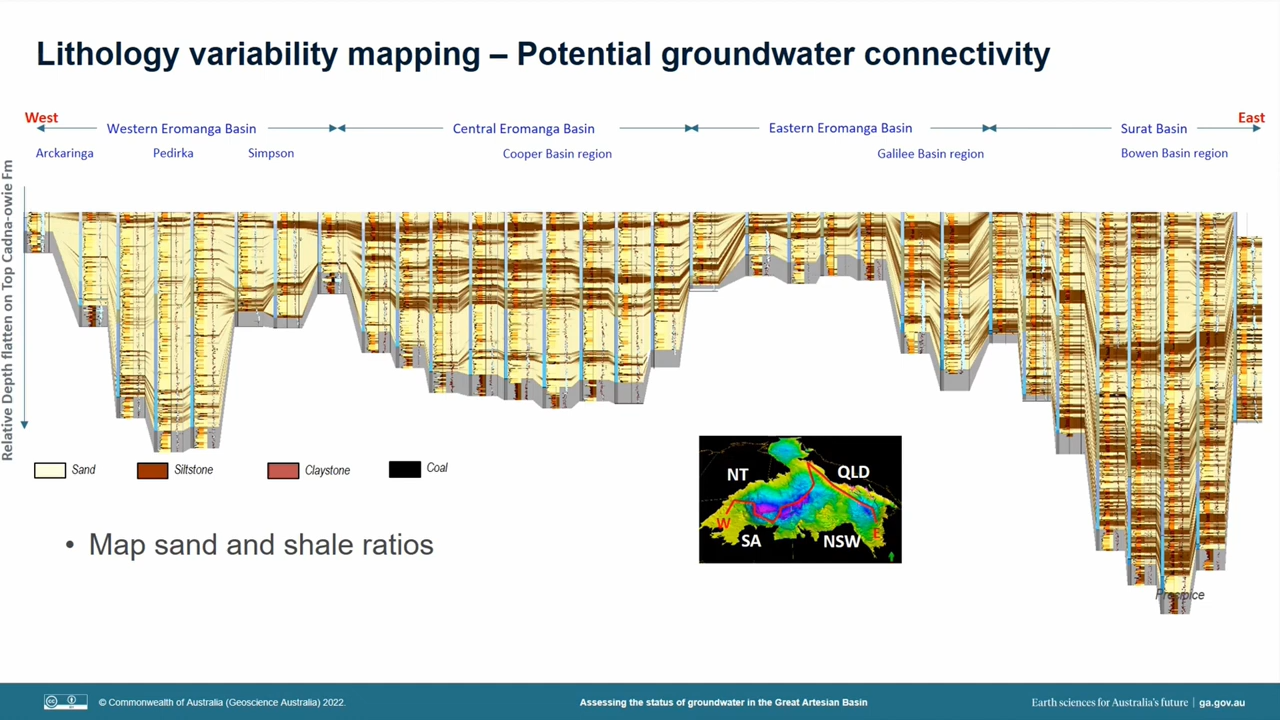 Lithology variability mapping – Potential groundwater connectivity
West
East
Western Eromanga Basin
Central Eromanga Basin
Eastern Eromanga Basin
Surat Basin
Arckaringa
Pedirka
Simpson
Cooper Basin region
Galilee Basin region
Bowen Basin region
Relative Depth flatten on Top Cadna-owie Fm
Sand
Siltstone
Claystone
Coal
NT
QLD
W
E
SA
NSW
• Map sand and shale ratios
Precipice
© Commonwealth of Australia (Geoscience Australia) 2022.
Assessing the status of groundwater in the Great Artesian Basin
Earth sciences for Australia's future | ga.gov.au